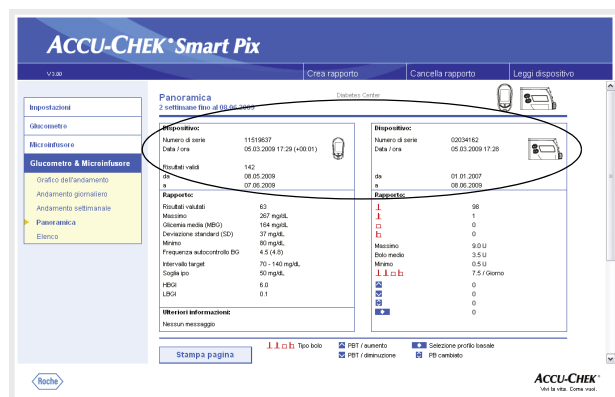 ACCU-CHEK® Smart Pix
V 3.00
Crea rapporto
Cancella rapporto
Leggi dispositivo
Impostazioni
Glucometro
Microinfusore
Glucometro & Microinfusore
Grafico dell'andamento
Andamento giornaliero
Andamento settimanale
Panoramica
Elenco
Panoramica
Diabetes Center
2 settimane fino al 08.06.2009
Dispositivo:
Numero di serie 11519637
Data / ora 05.03.2009 17:29 (+00:01)
Risultati validi 142
da 08.05.2009
a 07.06.2009
Rapporto:
Risultati valutati 63
Massimo 267 mg/dL
Glicemia media (MBG) 164 mg/dL
Deviazione standard (SD) 37 mg/dL
Minimo 80 mg/dL
Frequenza autocontrollo BG 4.5 (4.8)
Intervallo target 70 - 140 mg/dL
Soglia ipo 50 mg/dL
HBGI 6.0
LBGI 0.1
Ulteriori informazioni:
Nessun messaggio
Dispositivo:
Numero di serie 02034162
Data / ora 05.03.2009 17:28
da 01.01.2007
a 08.06.2009
Rapporto:
98
1
0
0
Massimo 9.0 U
Bolo medio 3.5 U
Minimo 0.5 U
7.5 / Giorno
0
0
0
0
Stampa pagina
Tipo bolo
PBT / aumento
Selezione profilo basale
PBT / diminuzione
PB cambiato
Roche
ACCU-CHEK®
Vivi la vita. Come vuoi.